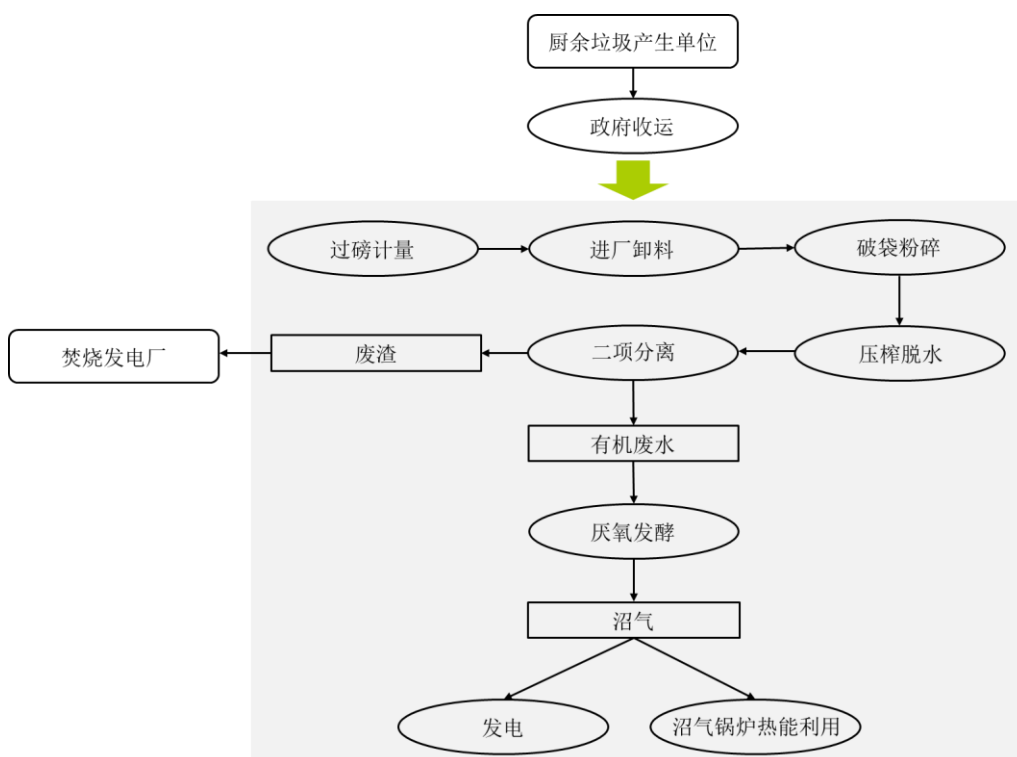 厨余垃圾产生单位
政府收运
过磅计量
进厂卸料
破袋粉碎
焚烧发电厂
废渣
二项分离
压榨脱水
有机废水
厌氧发酵
沼气
发电
沼气锅炉热能利用